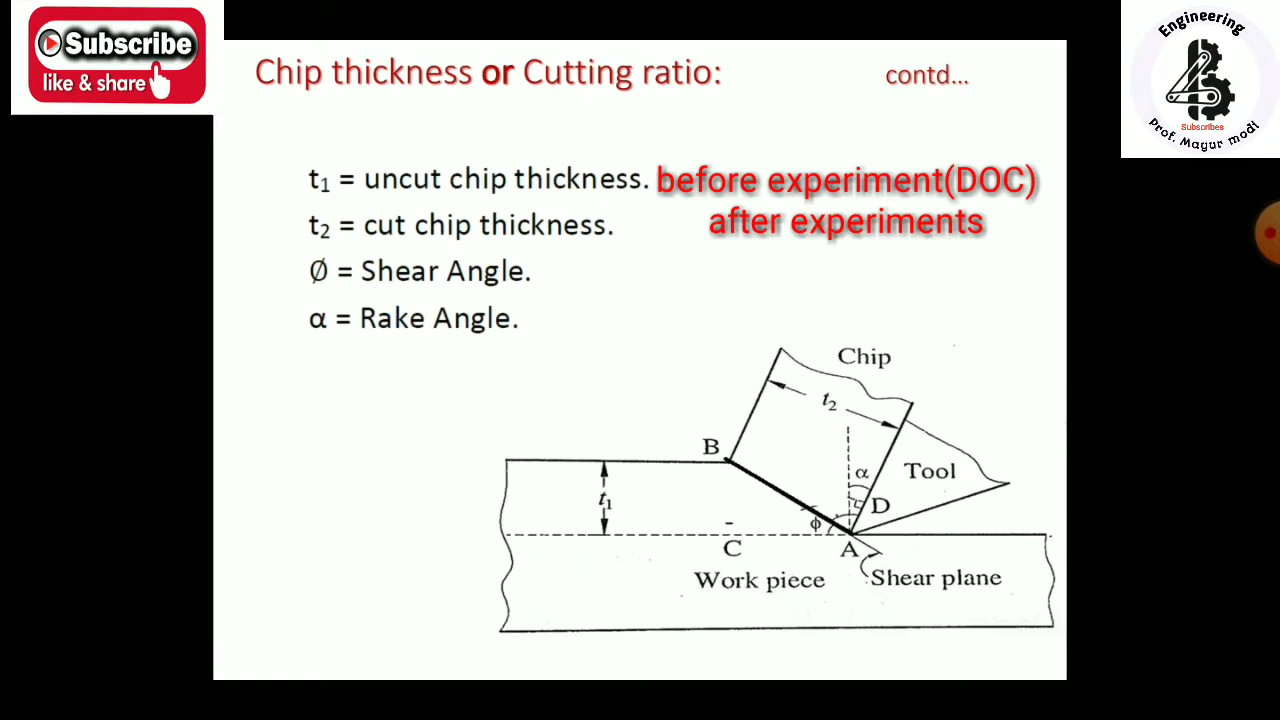 Subscribe
like & share
Engineering
Subscribes
Prof. Mayur modi
Chip thickness or Cutting ratio: contd...
t₁ = uncut chip thickness. before experiment(DOC)
t₂ = cut chip thickness. after experiments
Ø = Shear Angle.
α = Rake Angle.
Chip
t₂
B
α
Tool
t₁
D
ϕ
C
A
Work piece
Shear plane